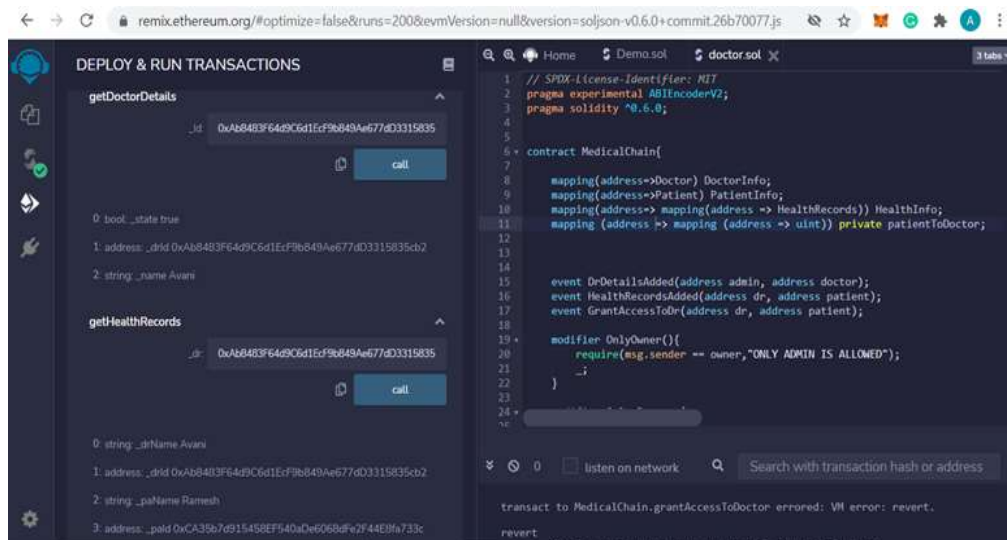 remix.ethereum.org/#optimize=false&runs=200&evmVersion=null&version=soljson-v0.6.0+commit.26b70077.js
A
DEPLOY & RUN TRANSACTIONS
getDoctorDetails
_id: 0xAb8483F64d9C6d1EcF9b849Ae677dD3315835
call
0: bool: _state true
1: address: _drId 0xAb8483F64d9C6d1EcF9b849Ae677dD3315835cb2
2: string: _name Avani
getHealthRecords
_dr: 0xAb8483F64d9C6d1EcF9b849Ae677dD3315835
call
0: string: _drName Avani
1: address: _drId 0xAb8483F64d9C6d1EcF9b849Ae677dD3315835cb2
2: string: _paName Ramesh
3: address: _paId 0xCA35b7d915458EF540aDe6068dFe2F44E8fa733c
Home
Demo.sol
doctor.sol
3 tabs
1 // SPDX-License-Identifier: MIT
2 pragma experimental ABIEncoderV2;
3 pragma solidity ^0.6.0;
4
5
6 contract MedicalChain{
7
8 mapping(address=>Doctor) DoctorInfo;
9 mapping(address=>Patient) PatientInfo;
10 mapping(address=> mapping(address => HealthRecords)) HealthInfo;
11 mapping (address => mapping (address => uint)) private patientToDoctor;
12
13
14
15 event DrDetailsAdded(address admin, address doctor);
16 event HealthRecordsAdded(address dr, address patient);
17 event GrantAccessToDr(address dr, address patient);
18
19 modifier OnlyOwner(){
20 require(msg.sender == owner,"ONLY ADMIN IS ALLOWED");
21 _;
22 }
23
24
0
listen on network
Search with transaction hash or address
transact to MedicalChain.grantAccessToDoctor errored: VM error: revert.
revert